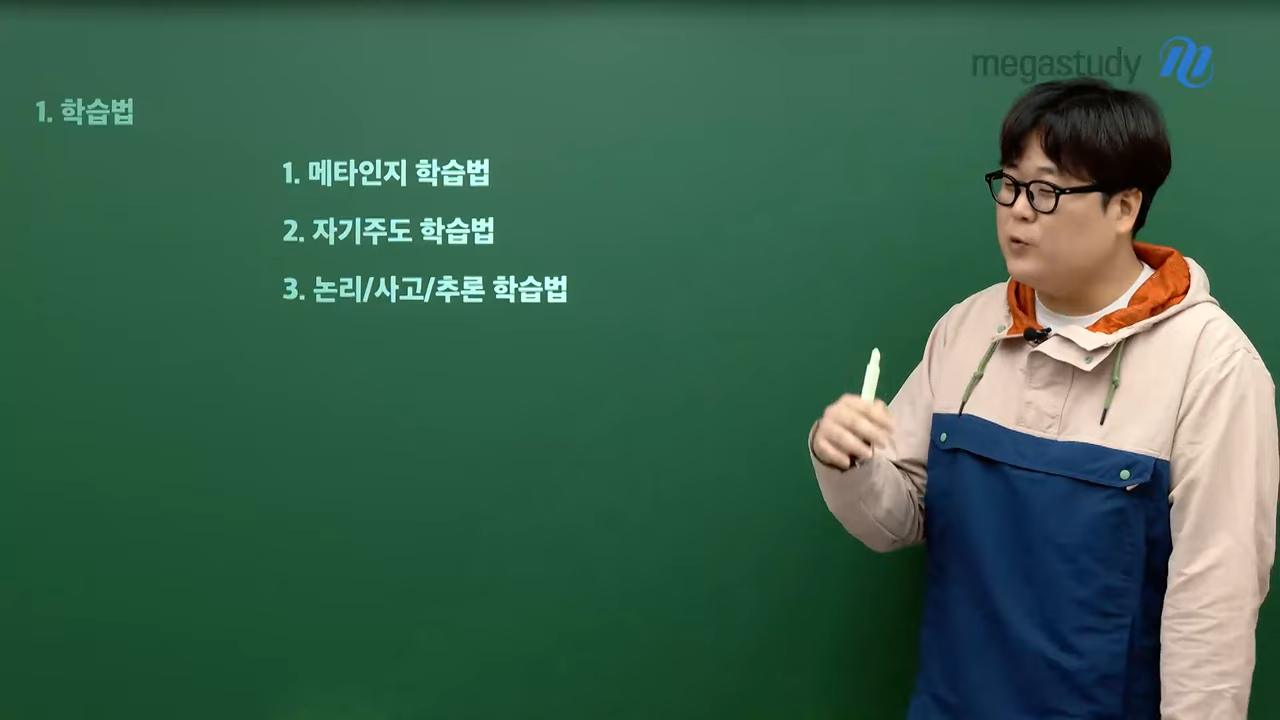 megastudy
1. 학습법
1. 메타인지 학습법
2. 자기주도 학습법
3. 논리/사고/추론 학습법